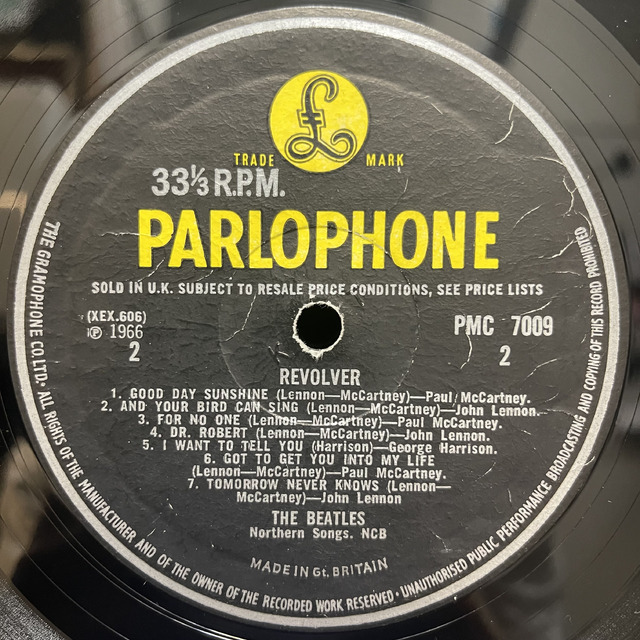 £
TRADE MARK
33⅓ R.P.M.
PARLOPHONE
SOLD IN U.K. SUBJECT TO RESALE PRICE CONDITIONS, SEE PRICE LISTS
(XEX.606)
℗ 1966
2
PMC 7009
2
REVOLVER
1. GOOD DAY SUNSHINE (Lennon—McCartney)—Paul McCartney.
2. AND YOUR BIRD CAN SING (Lennon—McCartney)—John Lennon.
3. FOR NO ONE (Lennon—McCartney)—Paul McCartney.
4. DR. ROBERT (Lennon—McCartney)—John Lennon.
5. I WANT TO TELL YOU (Harrison)—George Harrison.
6. GOT TO GET YOU INTO MY LIFE
(Lennon—McCartney)—Paul McCartney.
7. TOMORROW NEVER KNOWS (Lennon—
McCartney)—John Lennon
THE BEATLES
Northern Songs. NCB
MADE IN Gt. BRITAIN
THE GRAMOPHONE CO. LTD. · ALL RIGHTS OF THE MANUFACTURER AND OF THE OWNER OF THE RECORDED WORK RESERVED · UNAUTHORISED PUBLIC PERFORMANCE BROADCASTING AND COPYING OF THIS RECORD PROHIBITED